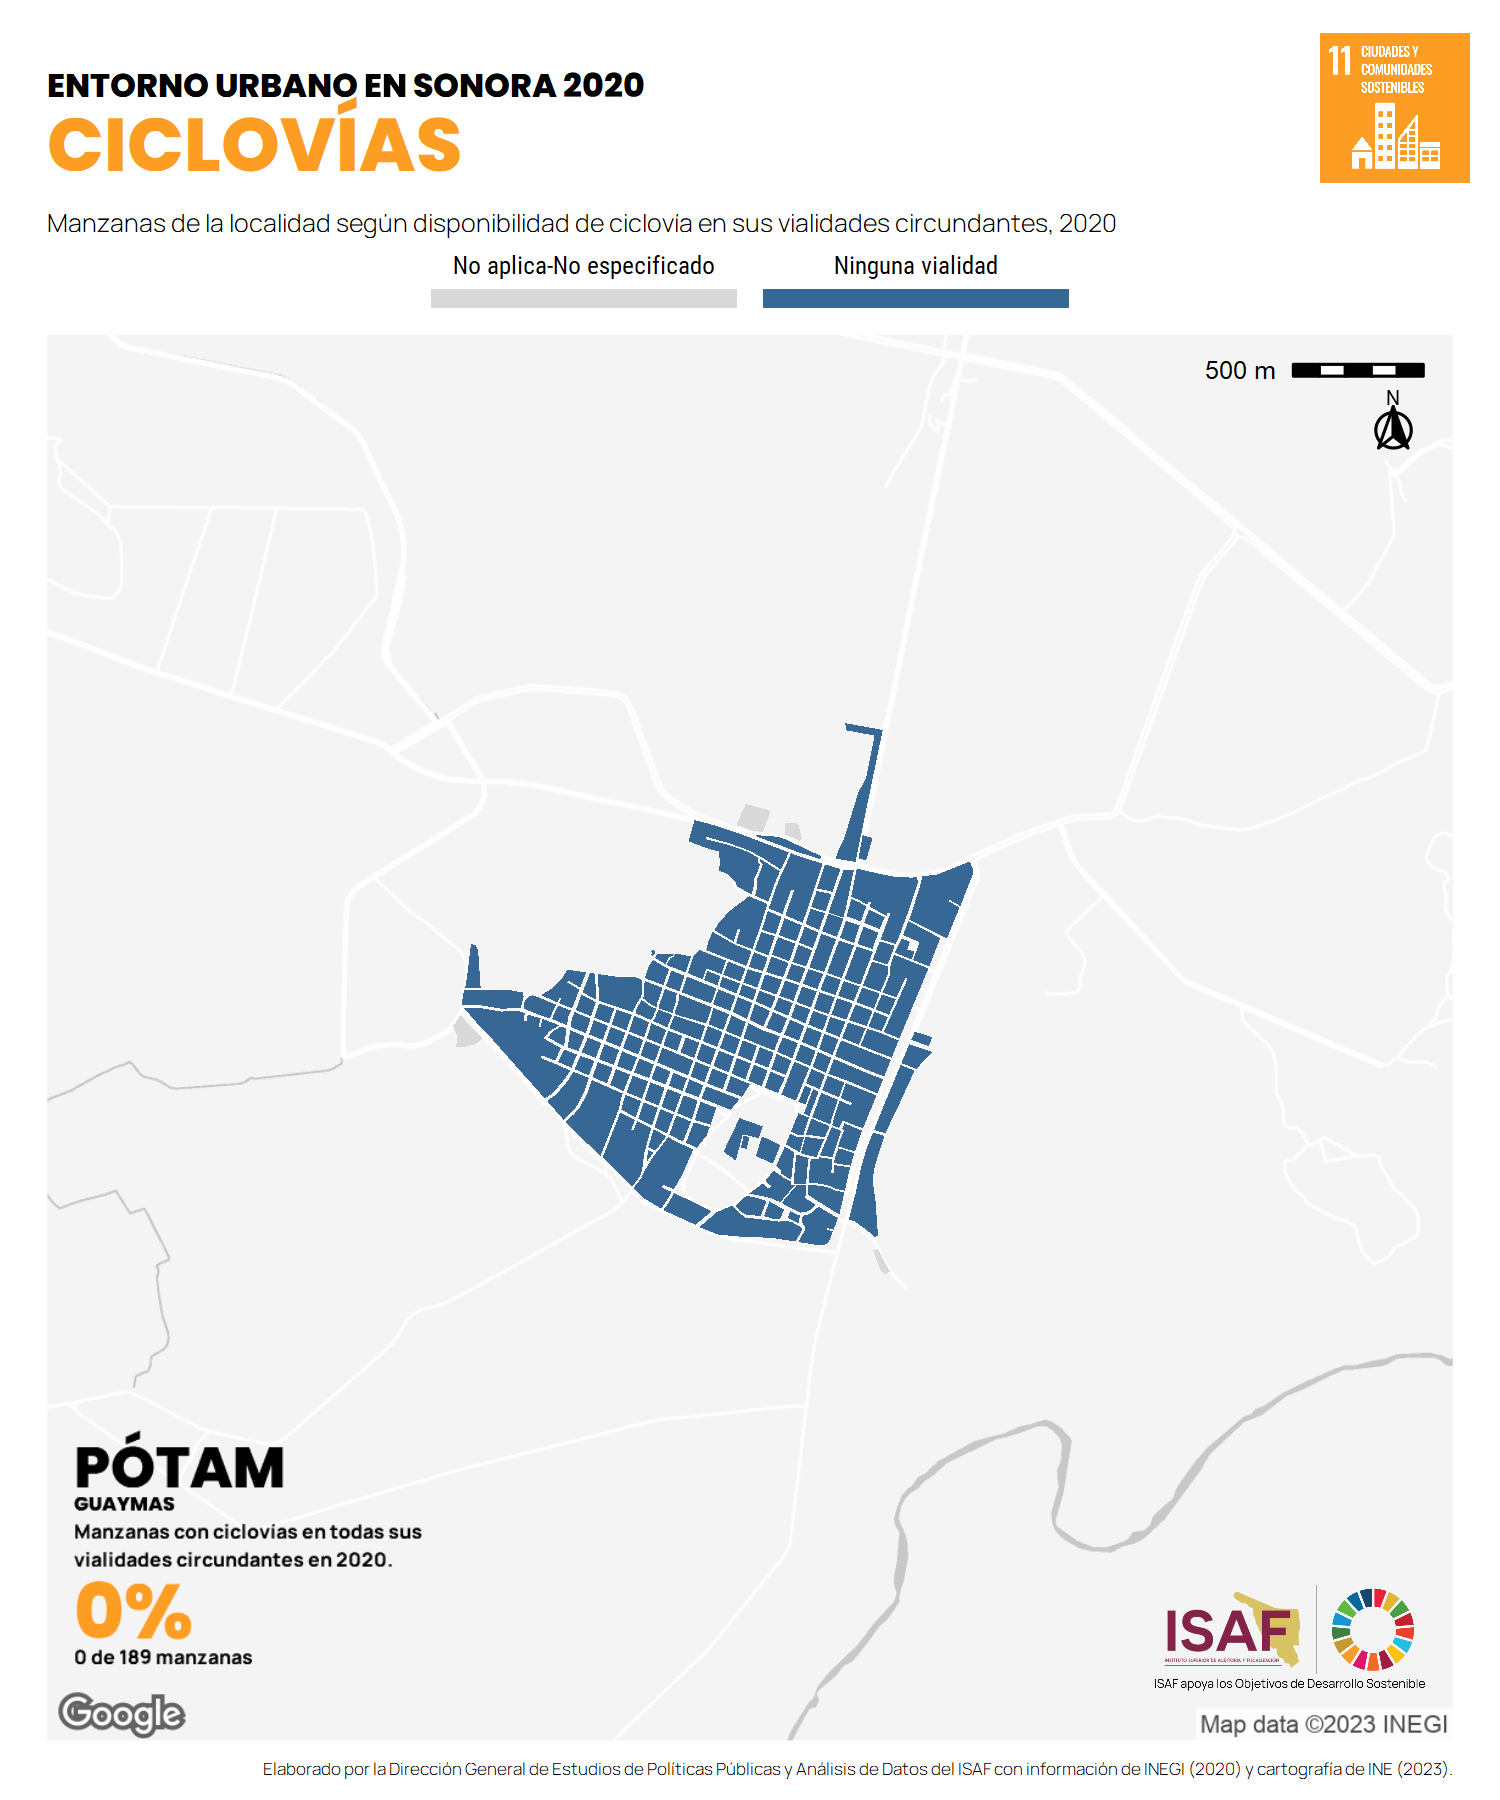 ENTORNO URBANO EN SONORA 2020
CICLOVÍAS
11 CIUDADES Y
COMUNIDADES
SOSTENIBLES
Manzanas de la localidad según disponibilidad de ciclovía en sus vialidades circundantes, 2020
No aplica-No especificado
Ninguna vialidad
500 m
N
PÓTAM
GUAYMAS
Manzanas con ciclovias en todas sus
vialidades circundantes en 2020.
0%
0 de 189 manzanas
Google
ISAF
INSTITUTO SUPERIOR DE AUDITORÍA Y FISCALIZACIÓN
ISAF apoya los Objetivos de Desarrollo Sostenible
Map data ©2023 INEGI
Elaborado por la Dirección General de Estudios de Políticas Públicas y Análisis de Datos del ISAF con información de INEGI (2020) y cartografía de INE (2023).